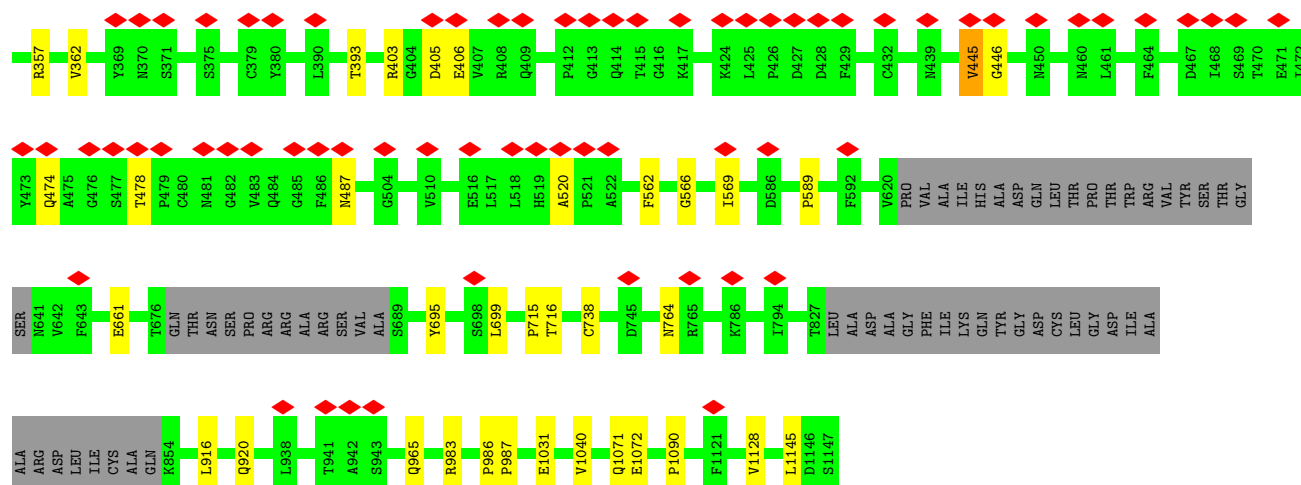 R357 V362 Y369 N370 S371 S375 C379 Y380 L390 T393 R403 G404 D405 E406 V407 R408 Q409 P412 G413 Q414 T415 G416 K417 K424 L425 P426 D427 D428 F429 C432 N439 V445 G446 N450 N460 L461 F464 D467 I468 S469 T470 E471 I472
Y473 Q474 A475 G476 S477 T478 P479 C480 N481 G482 V483 Q484 G485 F486 N487 G504 V510 E516 L517 L518 H519 A520 P521 A522 F562 G566 I569 D586 P589 F592 V620 PRO VAL ALA ILE HIS ALA ASP GLN LEU THR PRO THR TRP ARG VAL TYR SER THR GLY
SER N641 V642 F643 E661 T676 GLN THR ASN SER PRO ARG ARG ALA ARG SER VAL ALA S689 Y695 S698 L699 P715 T716 C738 D745 N764 R765 K786 I794 T827 LEU ALA ASP ALA GLY PHE ILE LYS GLN TYR GLY ASP CYS LEU GLY ASP ILE ALA
ALA ARG ASP LEU ILE CYS ALA GLN K854 L916 Q920 L938 T941 A942 S943 Q965 R983 P986 P987 E1031 V1040 Q1071 E1072 P1090 F1121 V1128 L1145 D1146 S1147